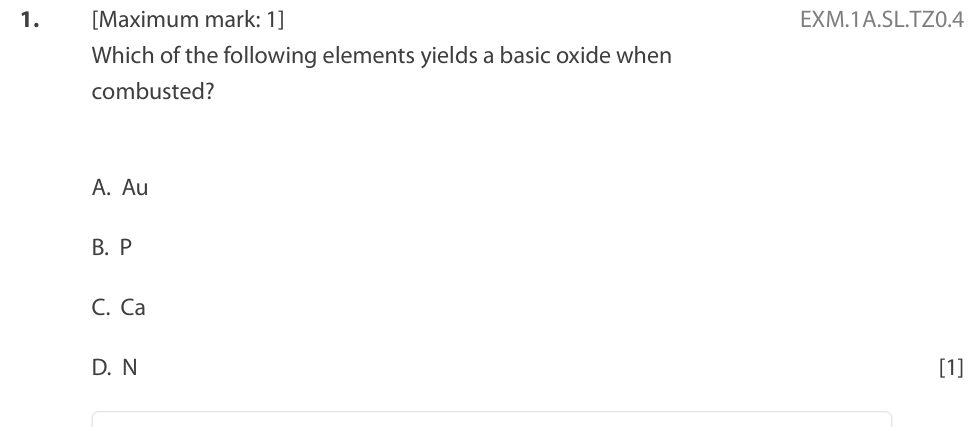 1. [Maximum mark: 1] EXM.1A.SL.TZ0.4
Which of the following elements yields a basic oxide when
combusted?
A. Au
B. P
C. Ca
D. N [1]